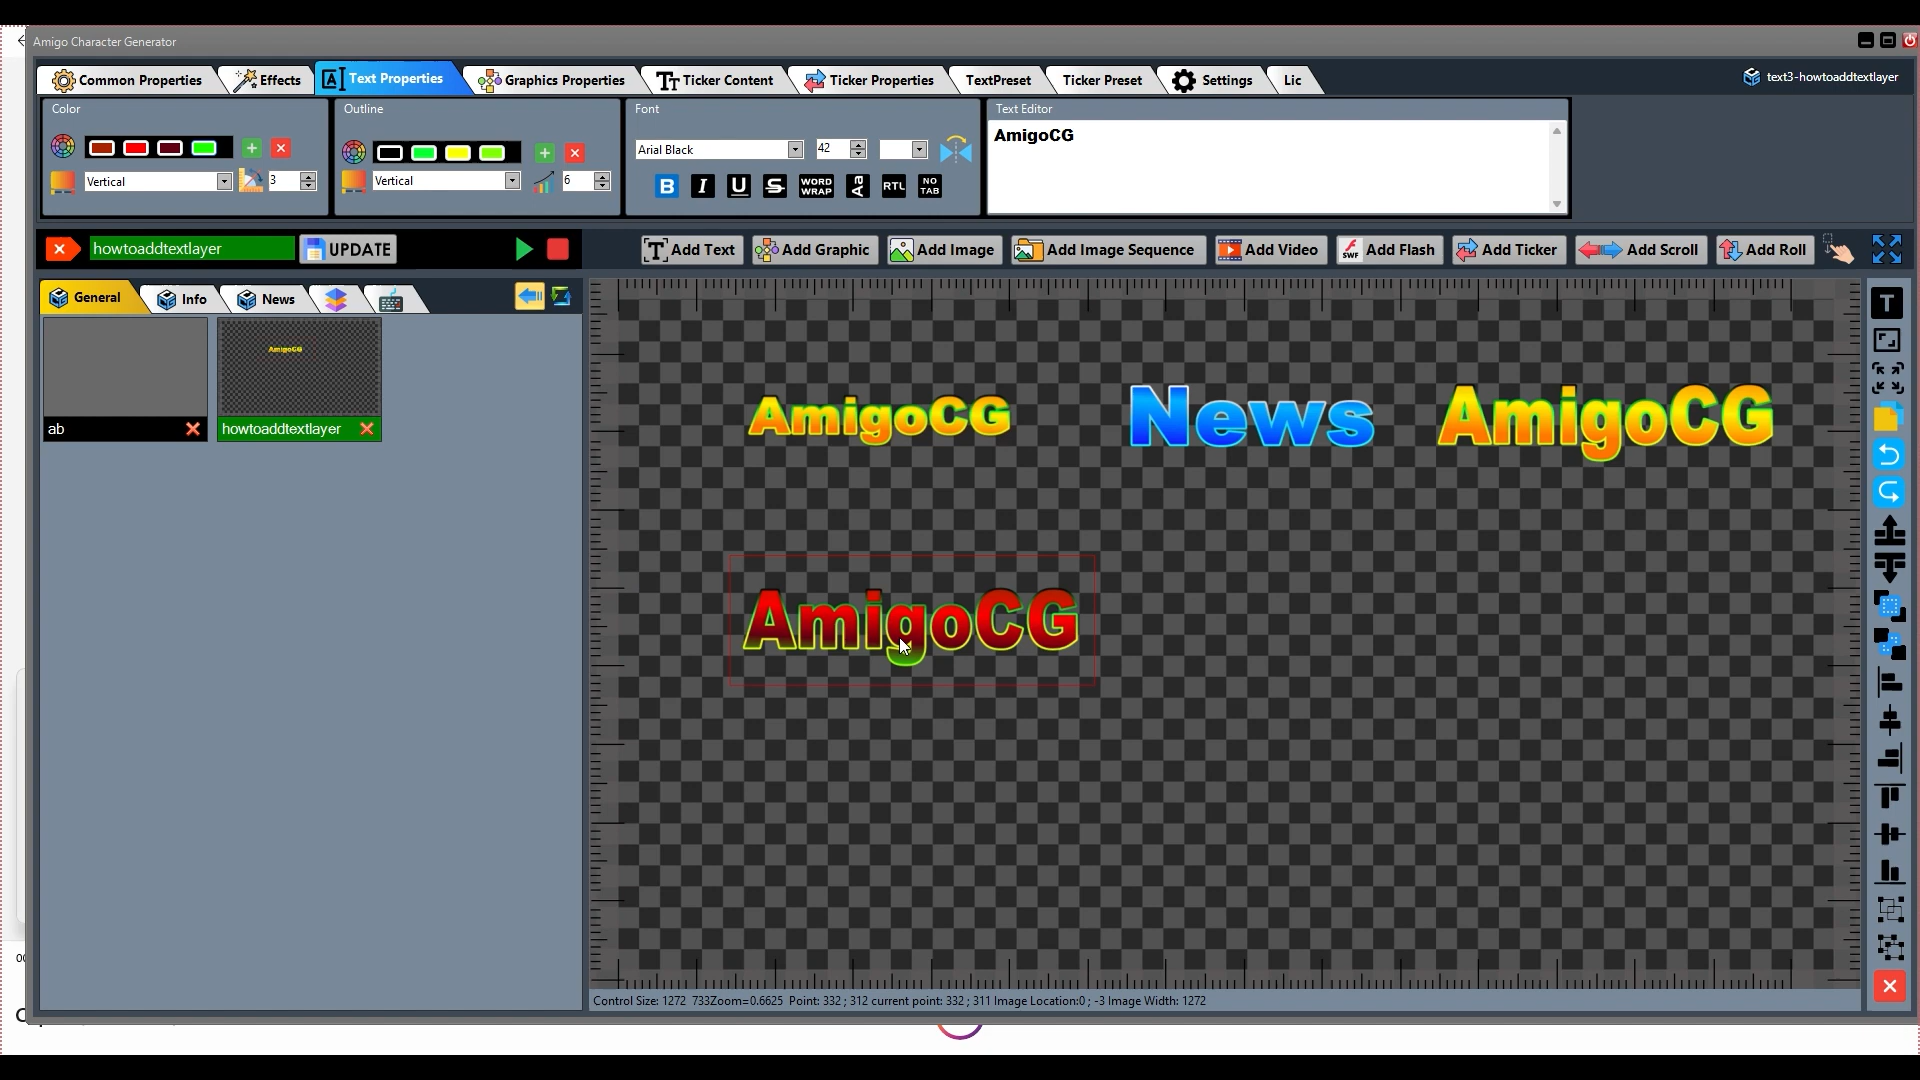 Amigo Character Generator
Common Properties
Effects
Text Properties
Graphics Properties
Ticker Content
Ticker Properties
TextPreset
Ticker Preset
Settings
Lic
text3-howtoaddtextlayer
Color
Outline
Font
Text Editor
AmigoCG
Arial Black
42
Vertical
3
Vertical
6
B
I
U
S
WORD WRAP
Aa
RTL
NO TAB
howtoaddtextlayer
UPDATE
Add Text
Add Graphic
Add Image
Add Image Sequence
Add Video
SWF
Add Flash
Add Ticker
Add Scroll
Add Roll
General
Info
News
T
AmigoCG
ab
howtoaddtextlayer
AmigoCG
News
AmigoCG
AmigoCG
Control Size: 1272 733Zoom=0.6625 Point: 332 ; 312 current point: 332 ; 311 Image Location:0 ; -3 Image Width: 1272